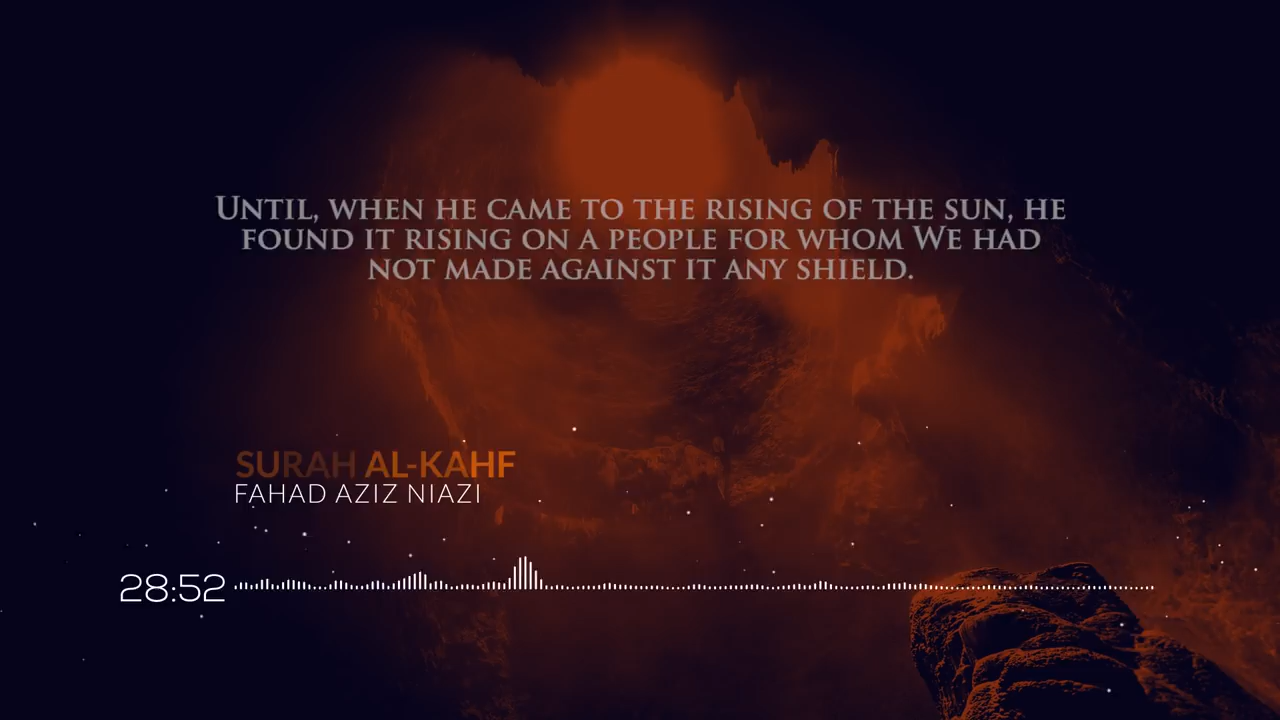 Until, when he came to the rising of the sun, he
found it rising on a people for whom We had
not made against it any shield.
SURAH AL-KAHF
FAHAD AZIZ NIAZI
28:52